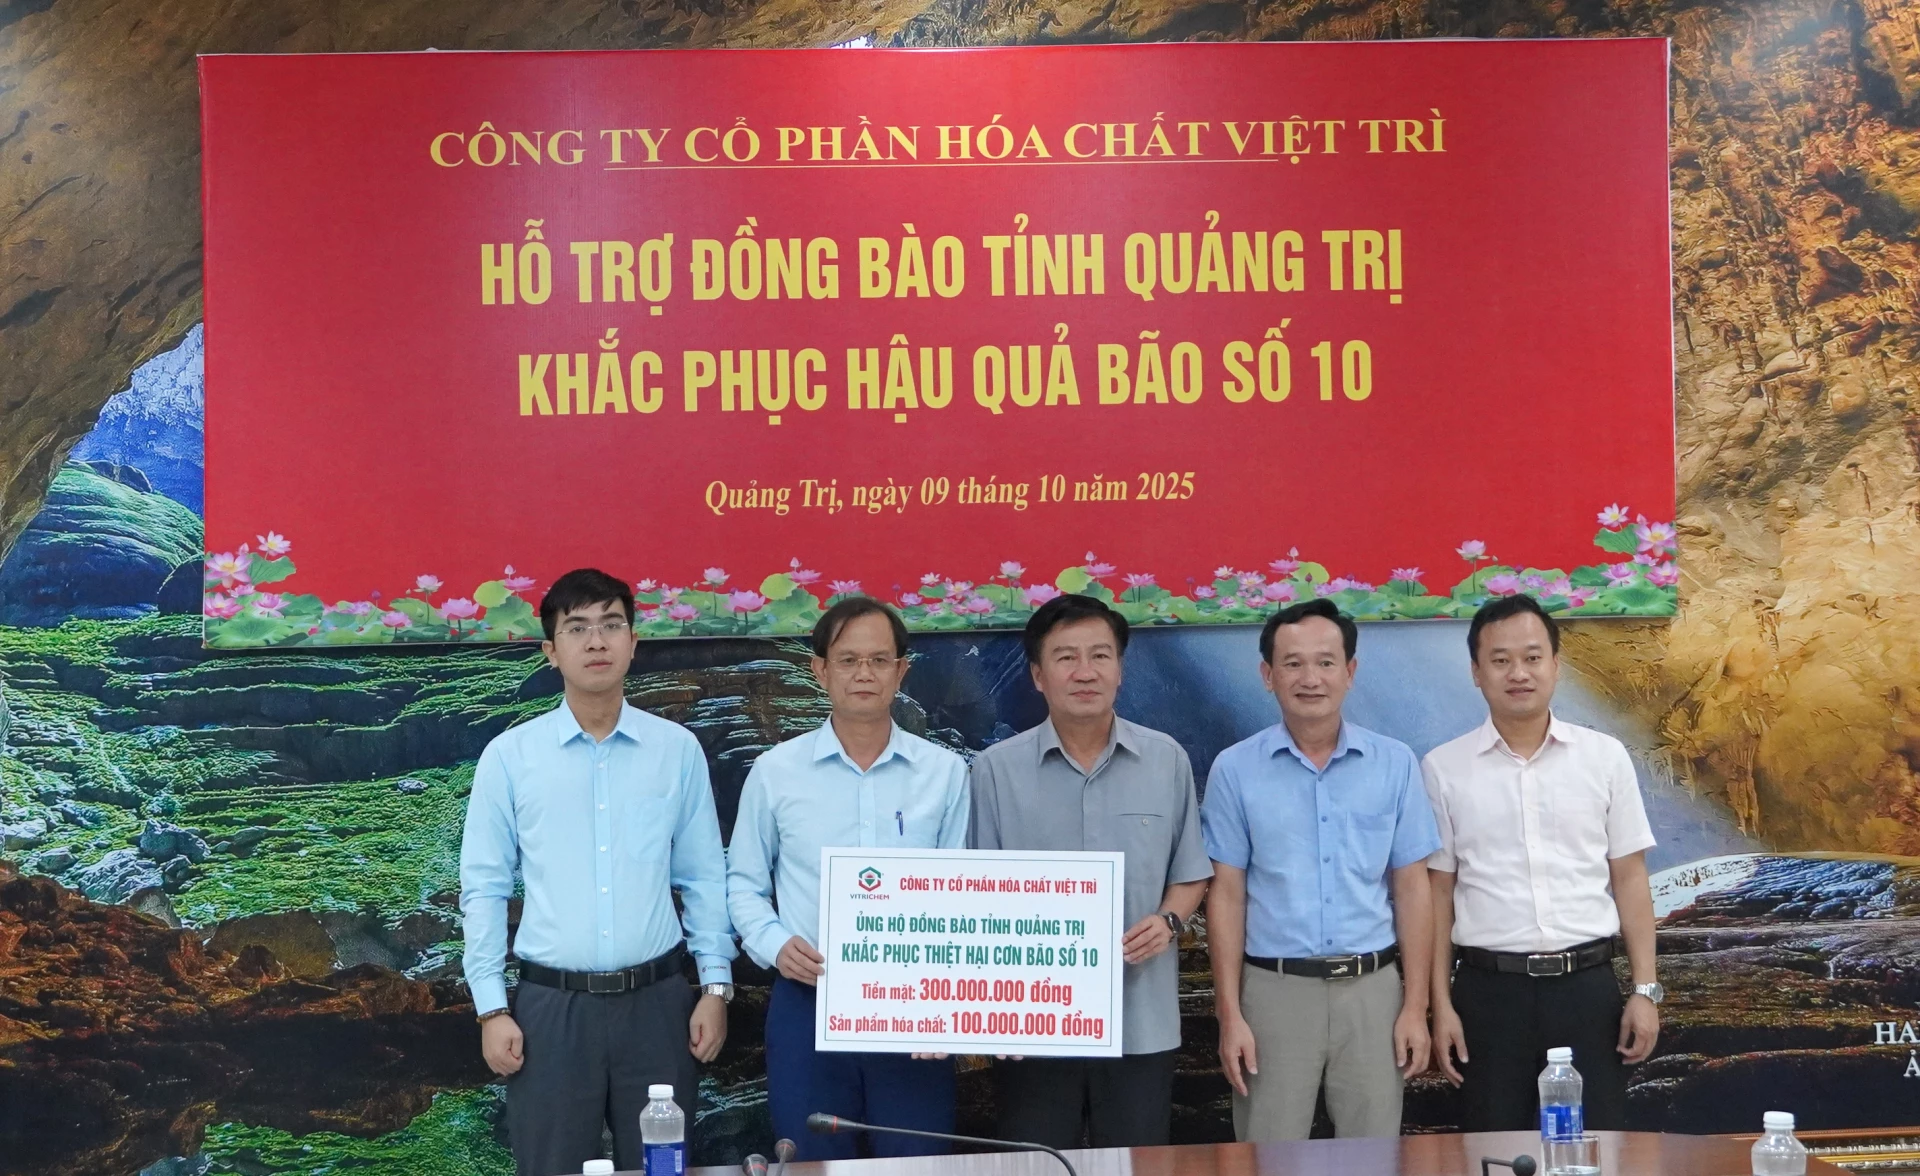 CÔNG TY CỔ PHẦN HÓA CHẤT VIỆT TRÌ
HỖ TRỢ ĐỒNG BÀO TỈNH QUẢNG TRỊ
KHẮC PHỤC HẬU QUẢ BÃO SỐ 10
Quảng Trị, ngày 09 tháng 10 năm 2025
VITRICHEM
CÔNG TY CỔ PHẦN HÓA CHẤT VIỆT TRÌ
ỦNG HỘ ĐỒNG BÀO TỈNH QUẢNG TRỊ
KHẮC PHỤC THIỆT HẠI CƠN BÃO SỐ 10
Tiền mặt: 300.000.000 đồng
Sản phẩm hóa chất: 100.000.000 đồng
HA